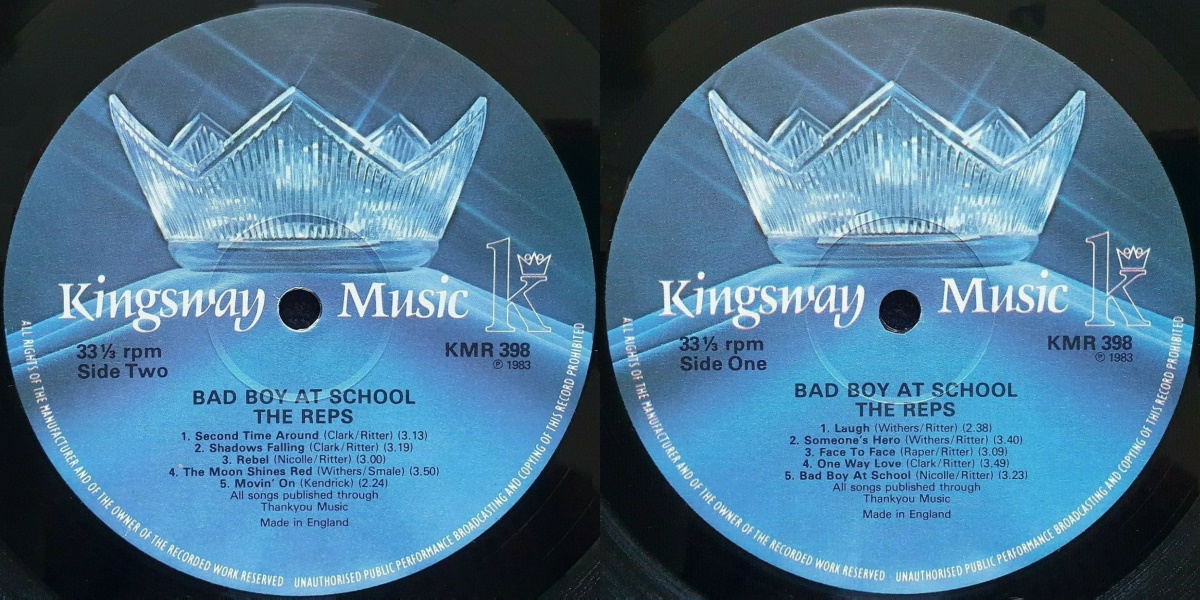 Kingsway Music k
33⅓ rpm
Side Two
KMR 398
℗ 1983
BAD BOY AT SCHOOL
THE REPS
1. Second Time Around (Clark/Ritter) (3.13)
2. Shadows Falling (Clark/Ritter) (3.19)
3. Rebel (Nicolle/Ritter) (3.00)
4. The Moon Shines Red (Withers/Smale) (3.50)
5. Movin' On (Kendrick) (2.24)
All songs published through
Thankyou Music
Made in England
ALL RIGHTS OF THE MANUFACTURER AND OF THE OWNER OF THE RECORDED WORK RESERVED UNAUTHORISED PUBLIC PERFORMANCE BROADCASTING AND COPYING OF THIS RECORD PROHIBITED
Kingsway Music k
33⅓ rpm
Side One
KMR 398
℗ 1983
BAD BOY AT SCHOOL
THE REPS
1. Laugh (Withers/Ritter) (2.38)
2. Someone's Hero (Withers/Ritter) (3.40)
3. Face To Face (Raper/Ritter) (3.09)
4. One Way Love (Clark/Ritter) (3.49)
5. Bad Boy At School (Nicolle/Ritter) (3.23)
All songs published through
Thankyou Music
Made in England
ALL RIGHTS OF THE MANUFACTURER AND OF THE OWNER OF THE RECORDED WORK RESERVED UNAUTHORISED PUBLIC PERFORMANCE BROADCASTING AND COPYING OF THIS RECORD PROHIBITED